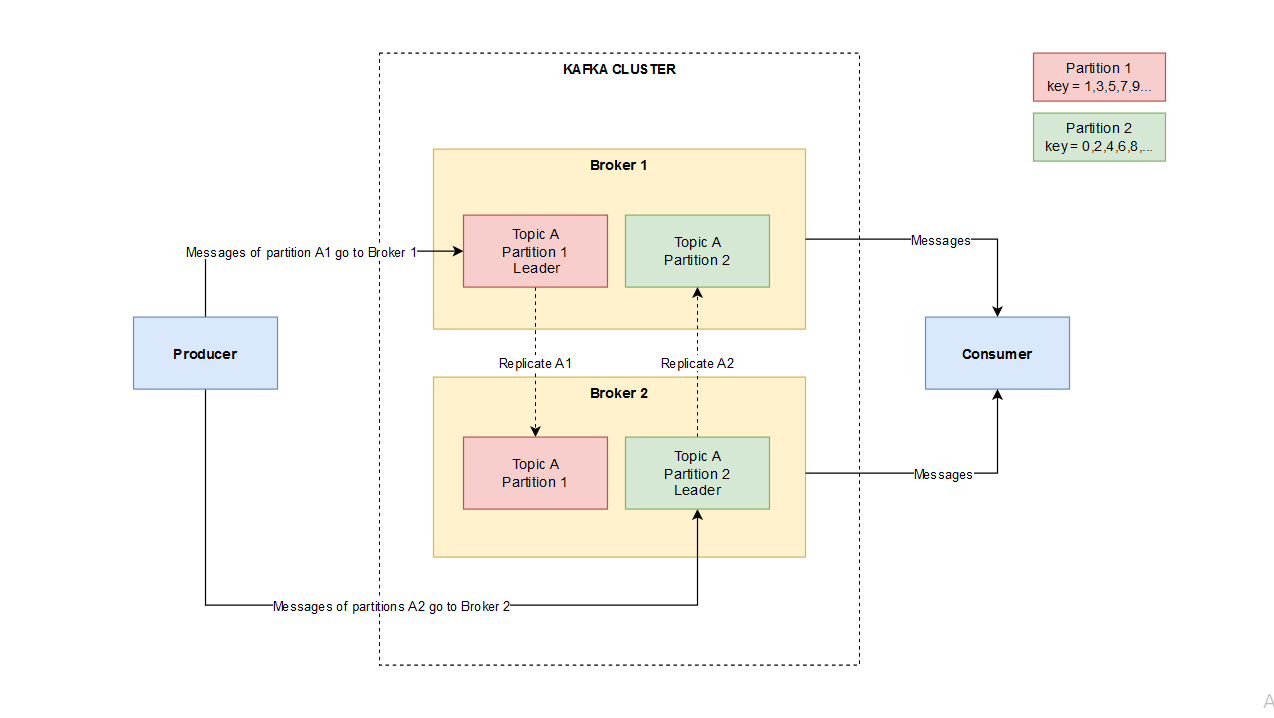 KAFKA CLUSTER
Partition 1
key = 1,3,5,7,9...
Partition 2
key = 0,2,4,6,8,...
Broker 1
Topic A
Partition 1
Leader
Topic A
Partition 2
Messages of partition A1 go to Broker 1
Messages
Producer
Consumer
Replicate A1
Replicate A2
Broker 2
Topic A
Partition 1
Topic A
Partition 2
Leader
Messages
Messages of partitions A2 go to Broker 2
A